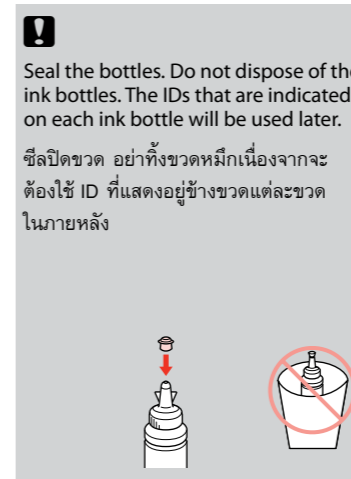 Seal the bottles. Do not dispose of the
ink bottles. The IDs that are indicated
on each ink bottle will be used later.
ซีลปิดขวด อย่าทิ้งขวดหมึกเนื่องจากจะ
ต้องใช้ ID ที่แสดงอยู่ข้างขวดแต่ละขวด
ในภายหลัง